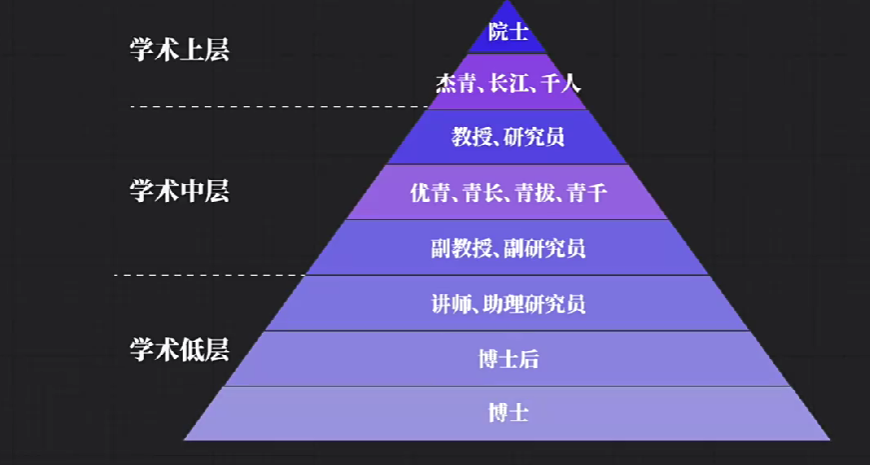 院士
学术上层
杰青、长江、千人
教授、研究员
学术中层
优青、青长、青拔、青千
副教授、副研究员
讲师、助理研究员
学术低层
博士后
博士